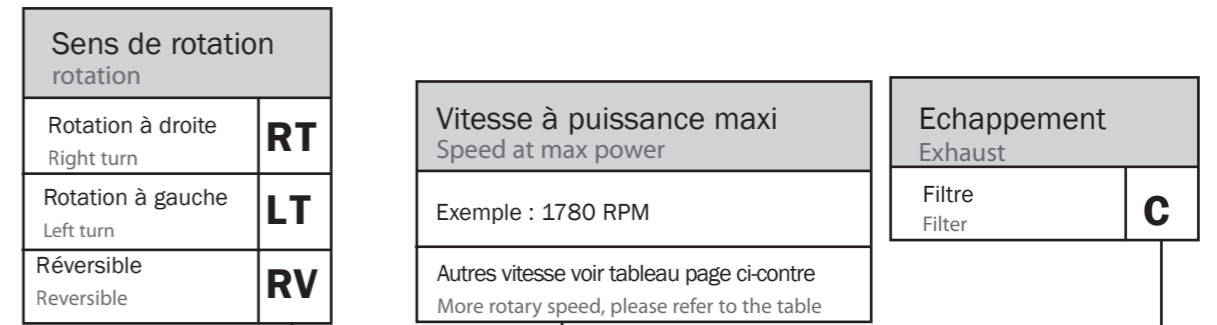 Sens de rotation
rotation
Rotation à droite
Right turn
RT
Rotation à gauche
Left turn
LT
Réversible
Reversible
RV
Vitesse à puissance maxi
Speed at max power
Exemple : 1780 RPM
Autres vitesse voir tableau page ci-contre
More rotary speed, please refer to the table
Echappement
Exhaust
Filtre
Filter
C